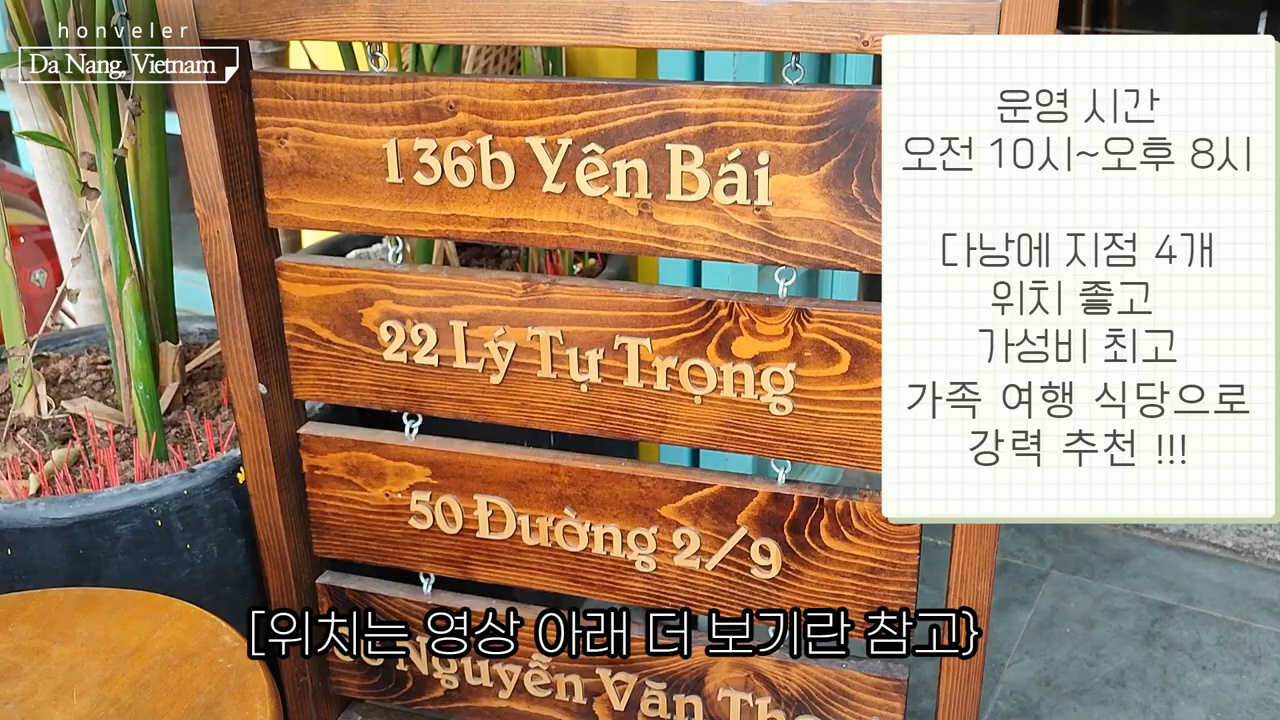 honveler
Da Nang, Vietnam
136b Yên Bái
22 Lý Tự Trọng
50 Đường 2/9
Nguyễn Văn
운영 시간
오전 10시~오후 8시
다낭에 지점 4개
위치 좋고
가성비 최고
가족 여행 식당으로
강력 추천 !!!
[위치는 영상 아래 더 보기란 참고}